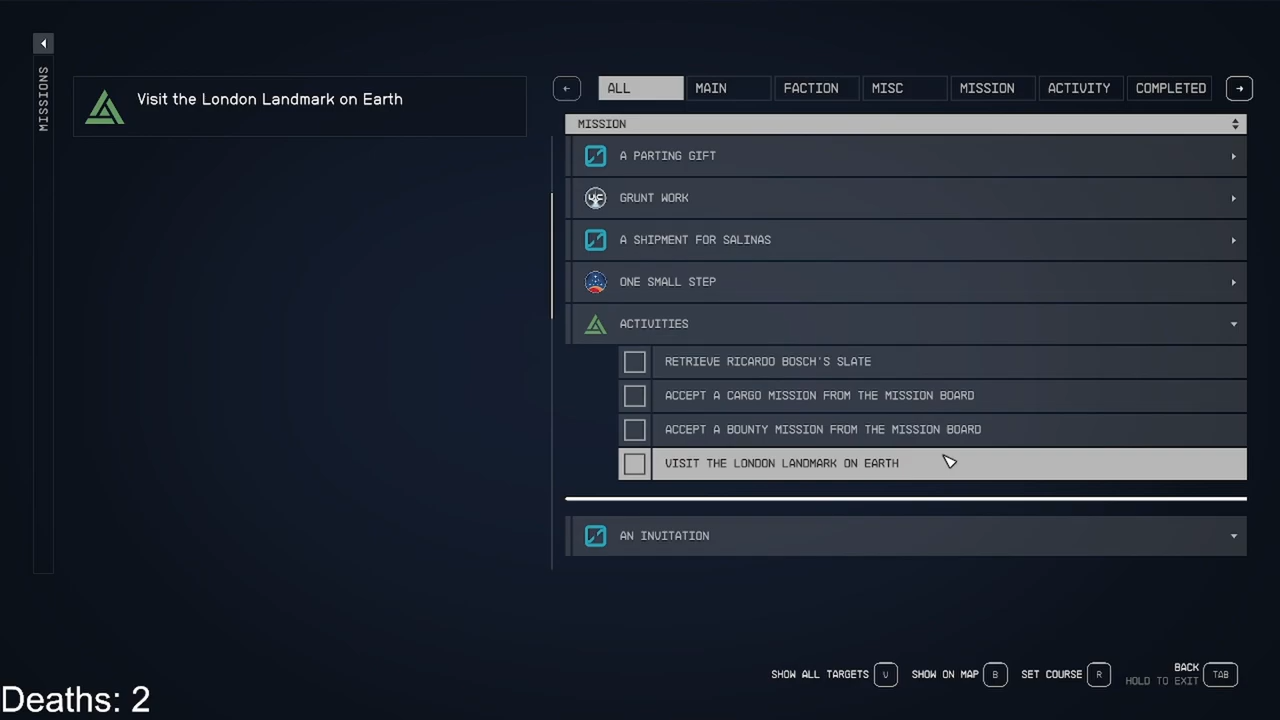 MISSIONS
Visit the London Landmark on Earth
ALL
MAIN
FACTION
MISC
MISSION
ACTIVITY
COMPLETED
MISSION
A PARTING GIFT
GRUNT WORK
A SHIPMENT FOR SALINAS
ONE SMALL STEP
ACTIVITIES
RETRIEVE RICARDO BOSCH'S SLATE
ACCEPT A CARGO MISSION FROM THE MISSION BOARD
ACCEPT A BOUNTY MISSION FROM THE MISSION BOARD
VISIT THE LONDON LANDMARK ON EARTH
AN INVITATION
SHOW ALL TARGETS
V
SHOW ON MAP
B
SET COURSE
R
BACK
HOLD TO EXIT
TAB
Deaths: 2